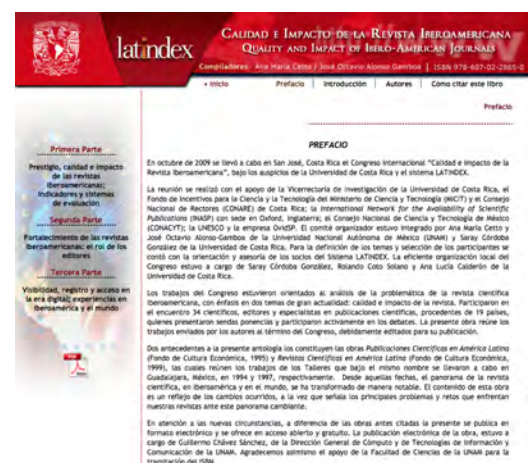 latindex
CALIDAD E IMPACTO DE LA REVISTA IBEROAMERICANA
QUALITY AND IMPACT OF IBERO-AMERICAN JOURNALS
Compiladores: Ana María Cetto / José Octavio Alonso Gamboa | ISBN 978-607-02-2865-0
• Inicio Prefacio | Introducción | Autores | Cómo citar este libro
Prefacio
Primera Parte
Prestigio, calidad e impacto
de las revistas
iberoamericanas:
indicadores y sistemas
de evaluación
Segunda Parte
Fortalecimiento de las revistas
iberoamericanas: el rol de los
editores
Tercera Parte
Visibilidad, registro y acceso en
la era digital; experiencias en
Iberoamérica y el mundo
PDF
PREFACIO
En octubre de 2009 se llevó a cabo en San José, Costa Rica el Congreso internacional "Calidad e Impacto de la
Revista Iberoamericana", bajo los auspicios de la Universidad de Costa Rica y el sistema LATINDEX.
La reunión se realizó con el apoyo de la Vicerrectoría de Investigación de la Universidad de Costa Rica, el
Fondo de Incentivos para la Ciencia y la Tecnología del Ministerio de Ciencia y Tecnología (MICIT) y el Consejo
Nacional de Rectores (CONARE) de Costa Rica; la International Network for the Availability of Scientific
Publications (INASP) con sede en Oxford, Inglaterra; el Consejo Nacional de Ciencia y Tecnología de México
(CONACYT); la UNESCO y la empresa OvidSP. El comité organizador estuvo integrado por Ana María Cetto y
José Octavio Alonso-Gamboa de la Universidad Nacional Autónoma de México (UNAM) y Saray Córdoba
González de la Universidad de Costa Rica. Para la definición de los temas y selección de los participantes se
contó con la orientación y asesoría de los socios del Sistema LATINDEX. La eficiente organización local del
Congreso estuvo a cargo de Saray Córdoba González, Rolando Coto Solano y Ana Lucía Calderón de la
Universidad de Costa Rica.
Los trabajos del Congreso estuvieron orientados al análisis de la problemática de la revista científica
iberoamericana, con énfasis en dos temas de gran actualidad: calidad e impacto de la revista. Participaron en
el encuentro 34 científicos, editores y especialistas en publicaciones científicas, procedentes de 19 países,
quienes presentaron sendas ponencias y participaron activamente en los debates. La presente obra reúne los
trabajos enviados por los autores al término del Congreso, debidamente editados para su publicación.
Dos antecedentes a la presente antología los constituyen las obras Publicaciones Científicas en América Latina
(Fondo de Cultura Económica, 1995) y Revistas Científicas en América Latina (Fondo de Cultura Económica,
1999), las cuales reúnen los trabajos de los Talleres que bajo el mismo nombre se llevaron a cabo en
Guadalajara, México, en 1994 y 1997, respectivamente. Desde aquellas fechas, el panorama de la revista
científica, en Iberoamérica y en el mundo, se ha transformado de manera notable. El contenido de esta obra
es un reflejo de los cambios ocurridos, a la vez que señala los principales problemas y retos que enfrentan
nuestras revistas ante este panorama cambiante.
En atención a las nuevas circunstancias, a diferencia de las obras antes citadas la presente se publica en
formato electrónico y se ofrece en acceso abierto y gratuito. La publicación electrónica de la obra, estuvo a
cargo de Guillermo Chávez Sánchez, de la Dirección General de Cómputo y de Tecnologías de Información y
Comunicación de la UNAM. Agradecemos asimismo el apoyo de la Facultad de Ciencias de la UNAM para la
tramitación del ISBN.